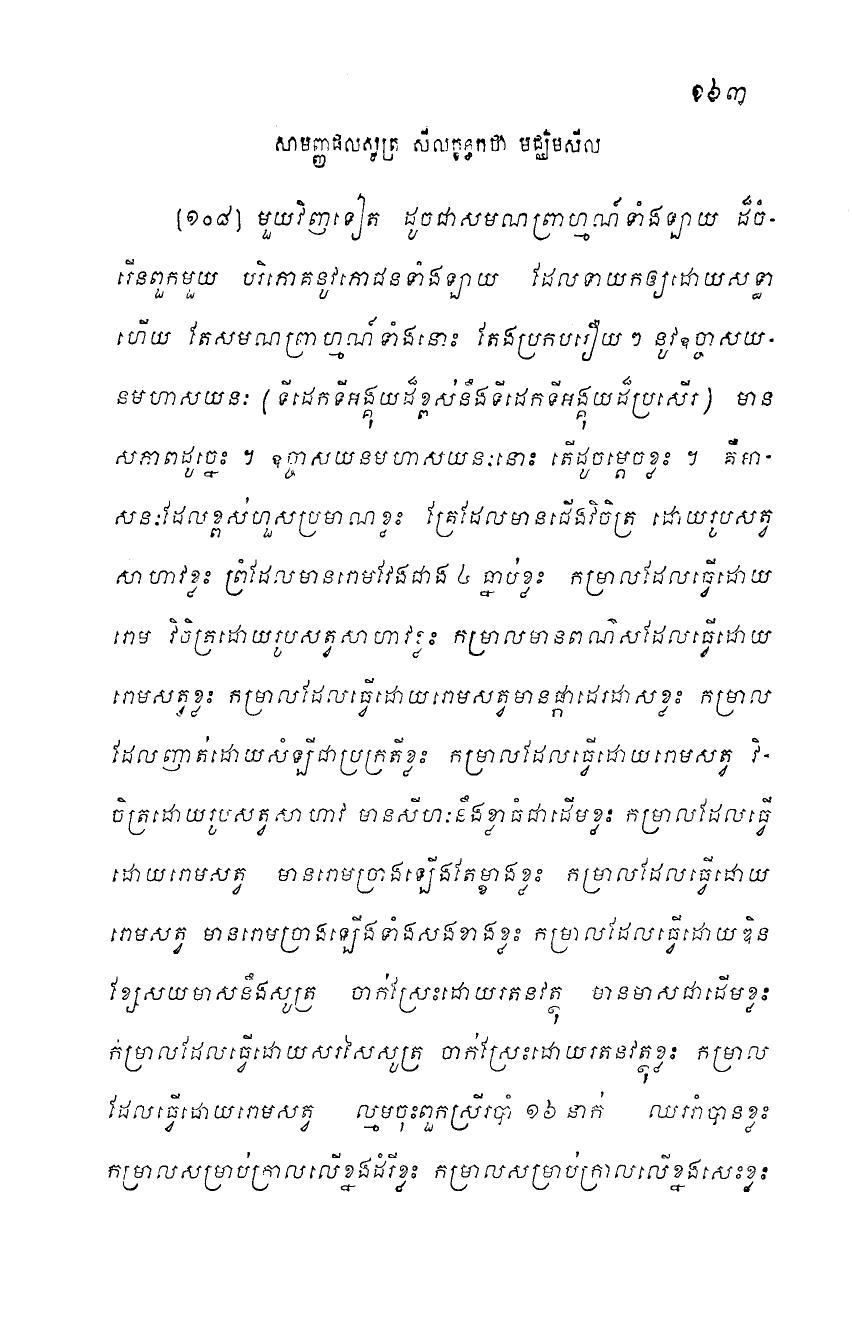 ១៦៣
សាមញ្ញផលសូត្រ សីលក្ខន្ធកថា មជ្ឈិមសីល
(១០៨) មួយវិញទៀត ដូចជាសមណព្រាហ្មណ៍ទាំងឡាយ ដ៏ចំ-
រើនពួកមួយ បរិភោគនូវភោជនទាំងឡាយ ដែលទាយកឲ្យដោយសទ្ធា
ហើយ តែសមណព្រាហ្មណ៍ទាំងនោះ តែងប្រកបរឿយ ៗ នូវឧច្ចាសយ-
នមហាសយនៈ (ទីដេកទីអង្គុយដ៏ខ្ពស់នឹងទីដេកទីអង្គុយដ៏ប្រសើរ) មាន
សភាពដូច្នេះ ។ ឧច្ចាសយនមហាសយនៈនោះ តើដូចម្តេចខ្លះ ។ គឺអា-
សនៈដែលខ្ពស់ហួសប្រមាណខ្លះ គ្រែដែលមានជើងវិចិត្រ ដោយរូបសត្វ
សាហាវខ្លះ ព្រំដែលមានរោមវែងជាង ៤ ធ្នាប់ខ្លះ កម្រាលដែលធ្វើដោយ
រោម វិចិត្រដោយរូបសត្វសាហាវខ្លះ កម្រាលមានពណ៌សដែលធ្វើដោយ
រោមសត្វខ្លះ កម្រាលដែលធ្វើដោយរោមសត្វមានផ្កាដេរដាសខ្លះ កម្រាល
ដែលញាត់ដោយសំឡីជាប្រក្រតីខ្លះ កម្រាលដែលធ្វើដោយរោមសត្វ វិ-
ចិត្រដោយរូបសត្វសាហាវ មានសីហៈនឹងខ្លាធំជាដើមខ្លះ កម្រាលដែលធ្វើ
ដោយរោមសត្វ មានរោមច្រាងឡើងតែម្ខាងខ្លះ កម្រាលដែលធ្វើដោយ
រោមសត្វ មានរោមច្រាងឡើងទាំងសងខាងខ្លះ កម្រាលដែលធ្វើដោយឌិន
ខ្សែស្រយមាសនឹងសូត្រ ចាក់ស្រែះដោយរតនវត្ថុ មានមាសជាដើមខ្លះ
កម្រាលដែលធ្វើដោយសរសៃសូត្រ ចាក់ស្រែះដោយរតនវត្ថុខ្លះ កម្រាល
ដែលធ្វើដោយរោមសត្វ ល្មមចុះពួកស្រីរបាំ ១៦ នាក់ ឈររាំបានខ្លះ
កម្រាលសម្រាប់ក្រាលលើខ្នងដំរីខ្លះ កម្រាលសម្រាប់ក្រាលលើខ្នងសេះខ្លះ